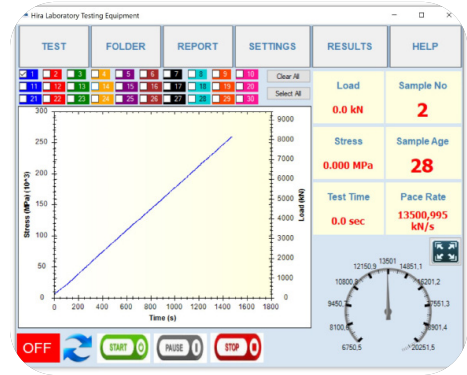 Hira Laboratory Testing Equipment
TEST FOLDER REPORT SETTINGS RESULTS HELP
1 2 3 4 5 6 7 8 9 10 Clear All
11 12 13 14 15 16 17 18 19 20 Select All
21 22 23 24 25 26 27 28 29 30
Load
0.0 kN
Sample No
2
Stress
0.000 MPa
Sample Age
28
Test Time
0.0 sec
Pace Rate
13500,995
kN/s
Stress (MPa) (10^3)
300
250
200
150
100
50
0
9000
8000
7000
6000
5000
4000
3000
2000
1000
0
Load (kN)
0 200 400 600 800 1000 1200 1400 1600 1800
Time (s)
13501
12150,9 14851,1
10800,8 16201,2
9450, 17551,3
8100,6 18901,4
6750,5 20251,5
OFF START PAUSE STOP